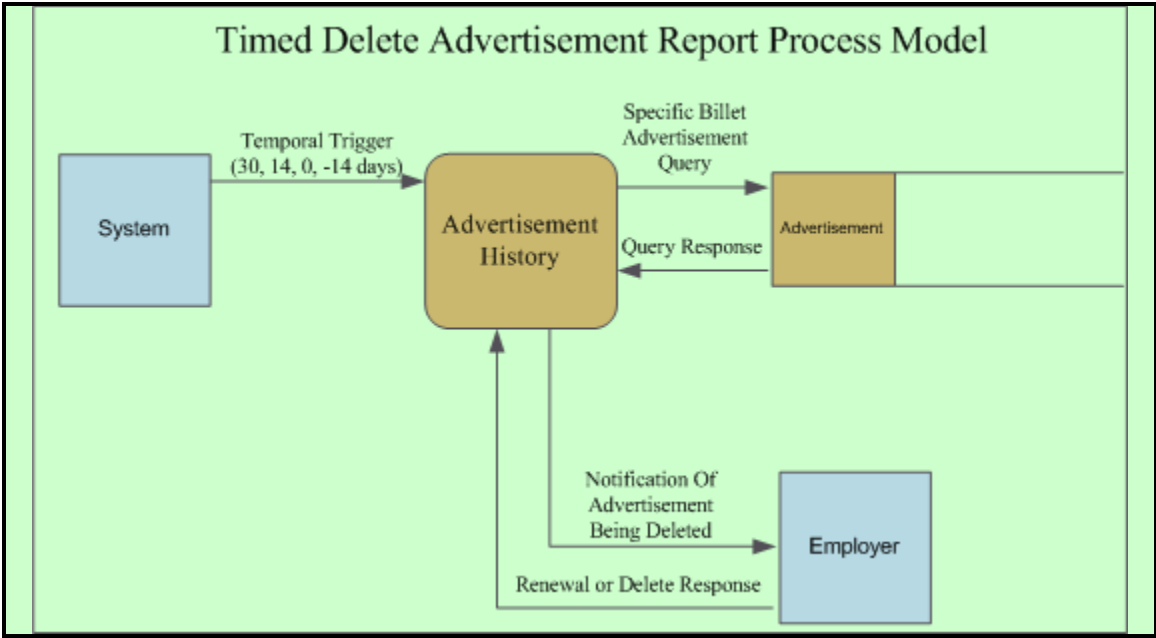 Timed Delete Advertisement Report Process Model
Temporal Trigger
(30, 14, 0, -14 days)
System
Advertisement
History
Specific Billet
Advertisement
Query
Query Response
Advertisement
Notification Of
Advertisement
Being Deleted
Employer
Renewal or Delete Response